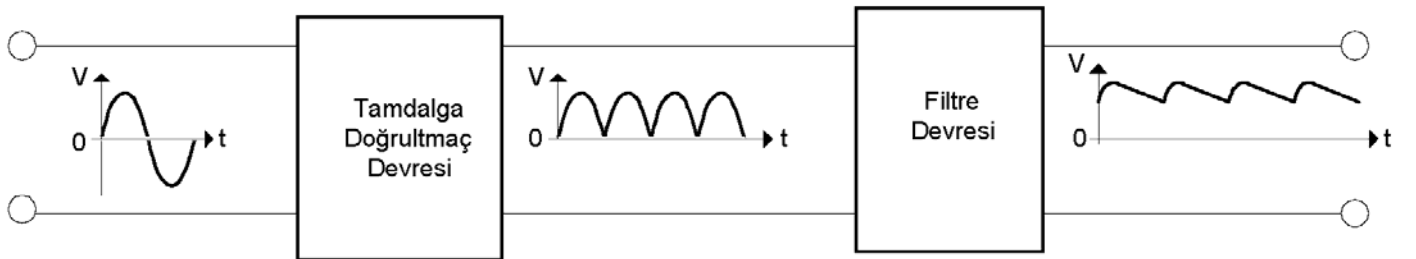 V
0
t
Tamdalga
Doğrultmaç
Devresi
V
0
t
Filtre
Devresi
V
0
t